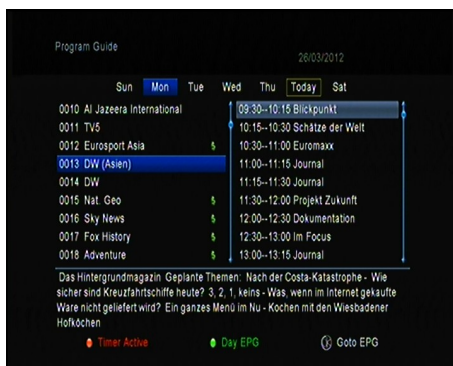 Program Guide
26/03/2012
Sun Mon Tue Wed Thu Today Sat
0010 Al Jazeera International
0011 TV5
0012 Eurosport Asia $
0013 DW (Asien)
0014 DW
0015 Nat. Geo $
0016 Sky News $
0017 Fox History $
0018 Adventure $
09:30--10:15 Blickpunkt
10:15--10:30 Schätze der Welt
10:30--11:00 Euromaxx
11:00--11:15 Journal
11:15--11:30 Journal
11:30--12:00 Projekt Zukunft
12:00--12:30 Dokumentation
12:30--13:00 Im Focus
13:00--13:15 Journal
Das Hintergrundmagazin Geplante Themen: Nach der Costa-Katastrophe - Wie
sicher sind Kreuzfahrtschiffe heute? 3, 2, 1, keins - Was, wenn im Internet gekaufte
Ware nicht geliefert wird? Ein ganzes Menü im Nu - Kochen mit den Wiesbadener
Hofköchen
Timer Active Day EPG Goto EPG